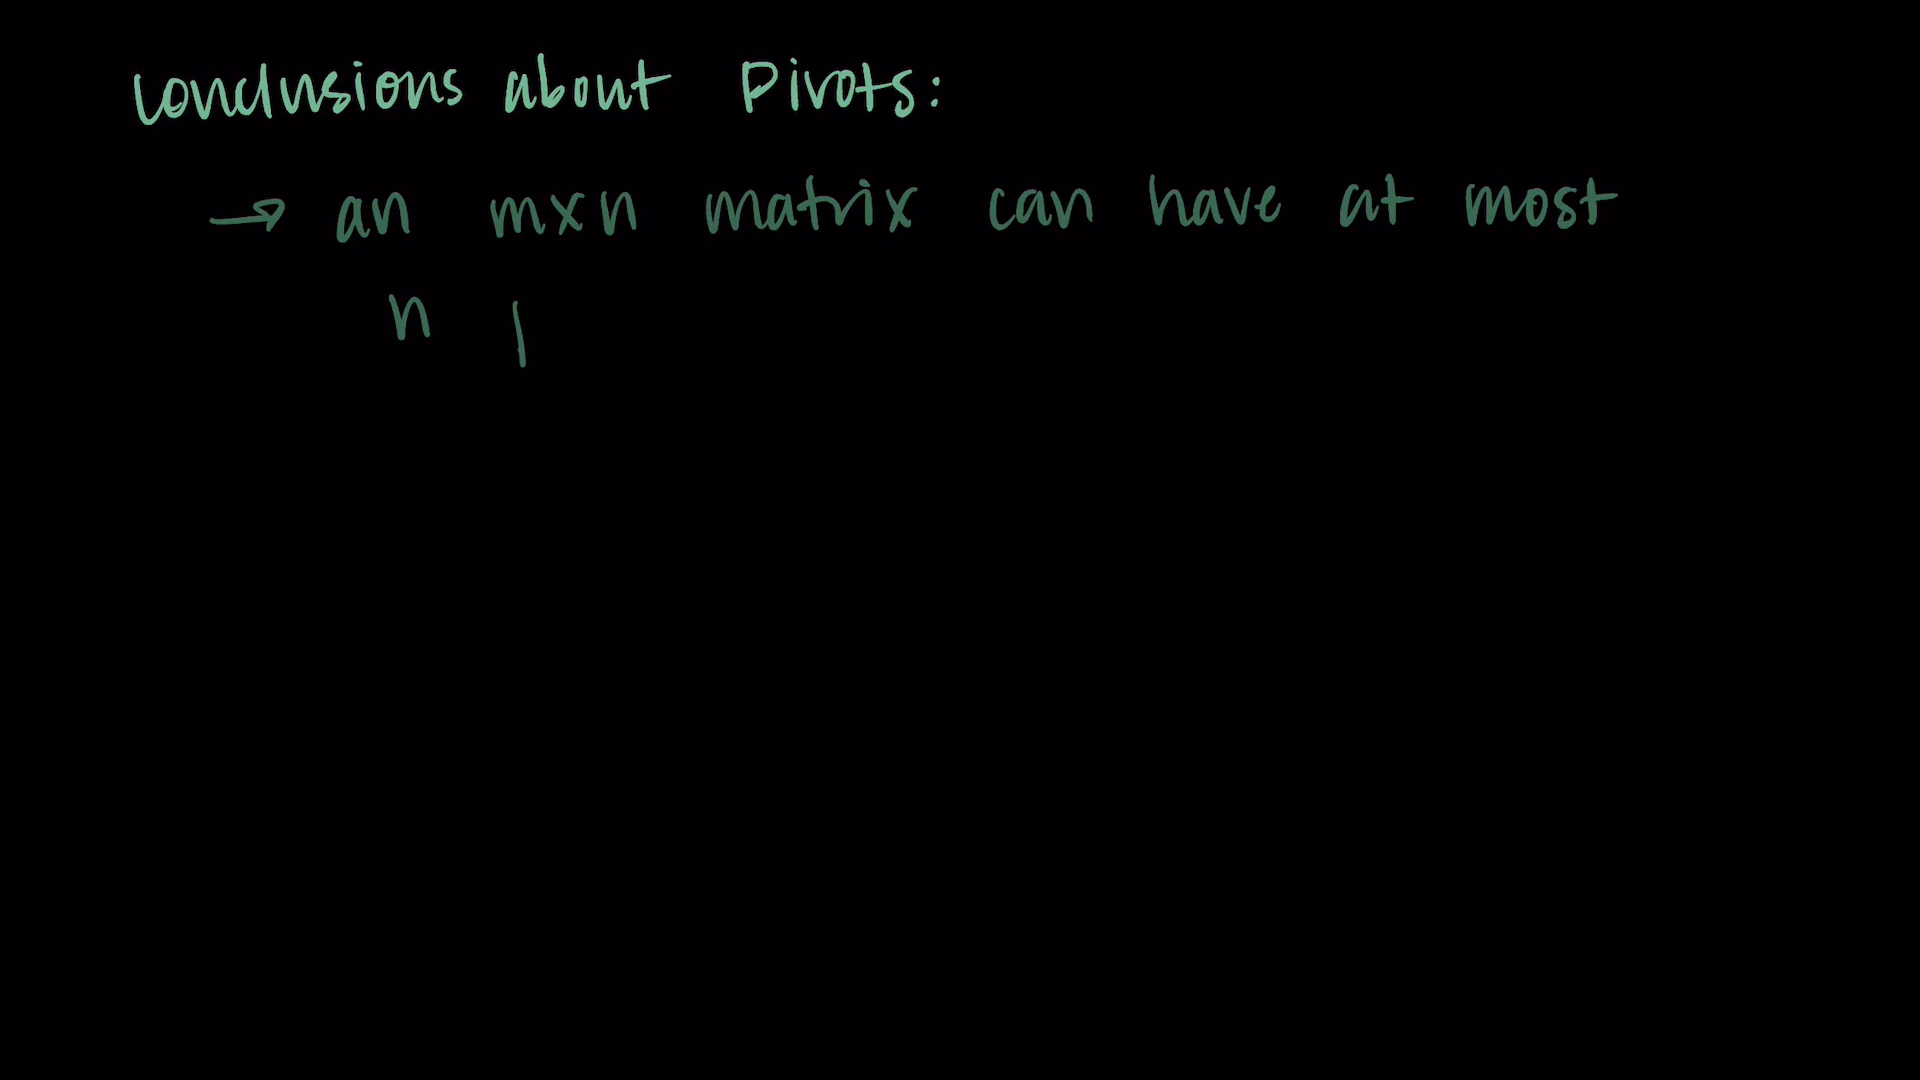 Conclusions about Pivots:
→ an mxn matrix can have at most
n